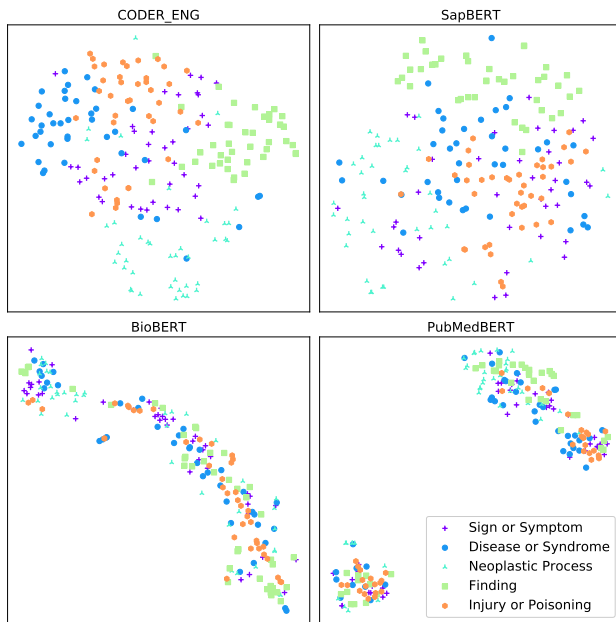 CODER_ENG
SapBERT
BioBERT
PubMedBERT
Sign or Symptom
Disease or Syndrome
Neoplastic Process
Finding
Injury or Poisoning